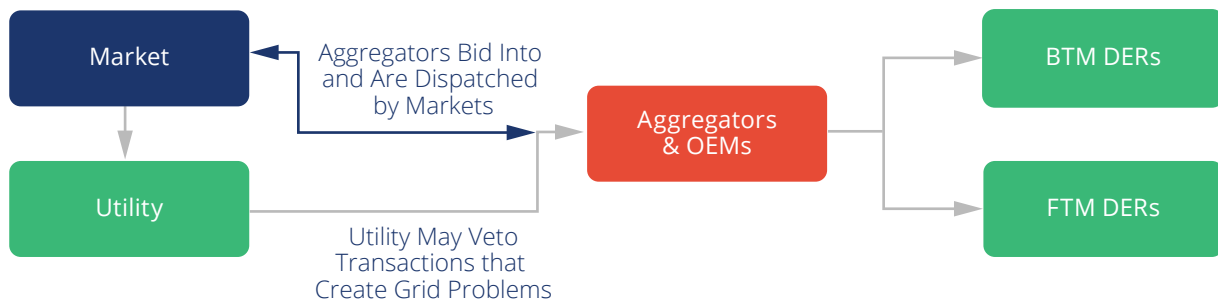 Market
Aggregators Bid Into
and Are Dispatched
by Markets
Aggregators
& OEMs
BTM DERs
Utility
FTM DERs
Utility May Veto
Transactions that
Create Grid Problems